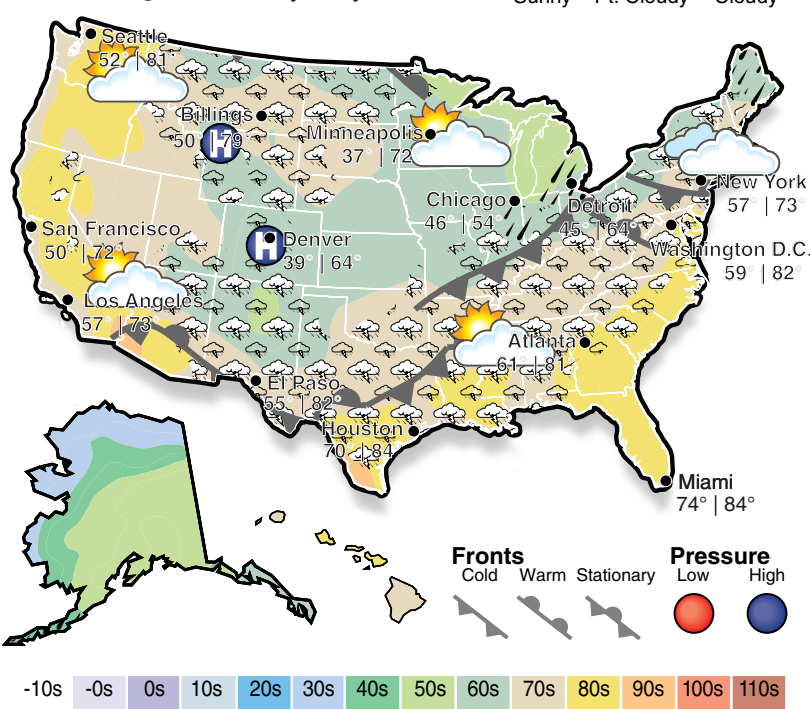 Sunny Pt. Cloudy Cloudy
Seattle
52° | 81°
Billings
50° | 79°
H
Minneapolis
37° | 72°
New York
57° | 73°
Chicago
46° | 54°
Detroit
45° | 64°
San Francisco
50° | 72°
H
Denver
39° | 64°
Washington D.C.
59° | 82°
Los Angeles
57° | 73°
Atlanta
61° | 81°
El Paso
55° | 82°
Houston
70° | 84°
Miami
74° | 84°
Fronts
Cold Warm Stationary
Pressure
Low High
-10s -0s 0s 10s 20s 30s 40s 50s 60s 70s 80s 90s 100s 110s